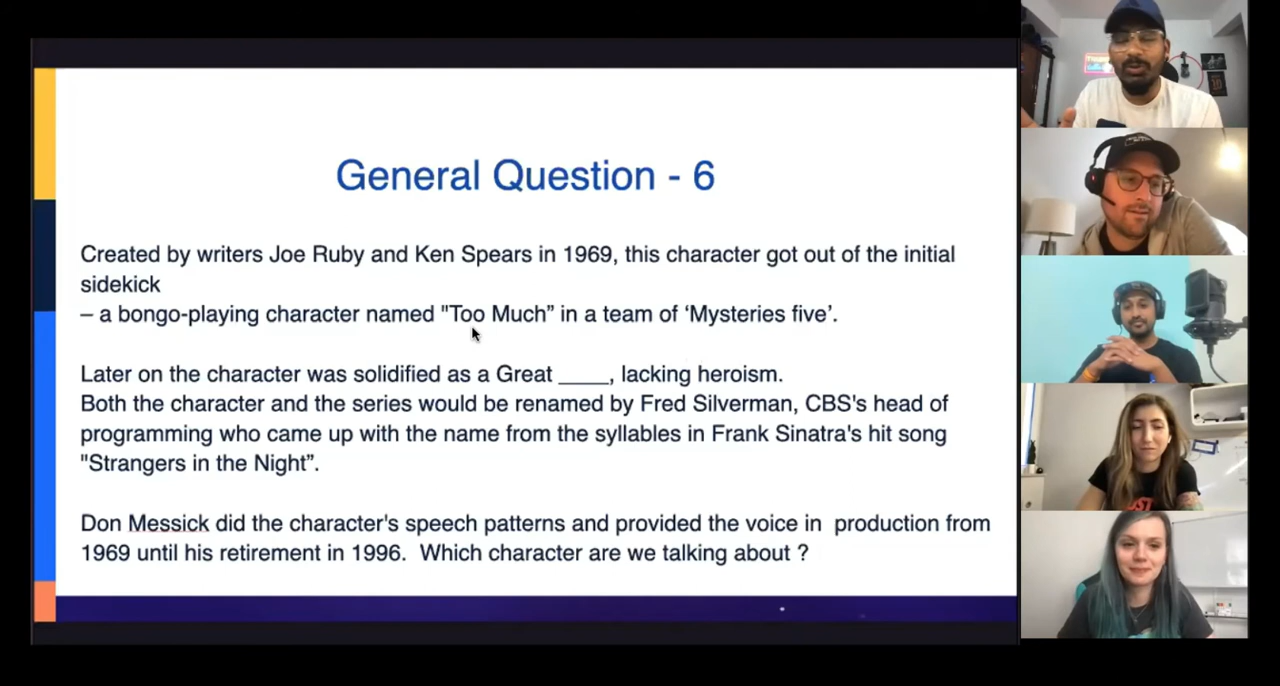 General Question - 6
Created by writers Joe Ruby and Ken Spears in 1969, this character got out of the initial
sidekick
– a bongo-playing character named "Too Much” in a team of ‘Mysteries five’.
Later on the character was solidified as a Great ____, lacking heroism.
Both the character and the series would be renamed by Fred Silverman, CBS's head of
programming who came up with the name from the syllables in Frank Sinatra's hit song
"Strangers in the Night”.
Don Messick did the character's speech patterns and provided the voice in  production from
1969 until his retirement in 1996.  Which character are we talking about ?